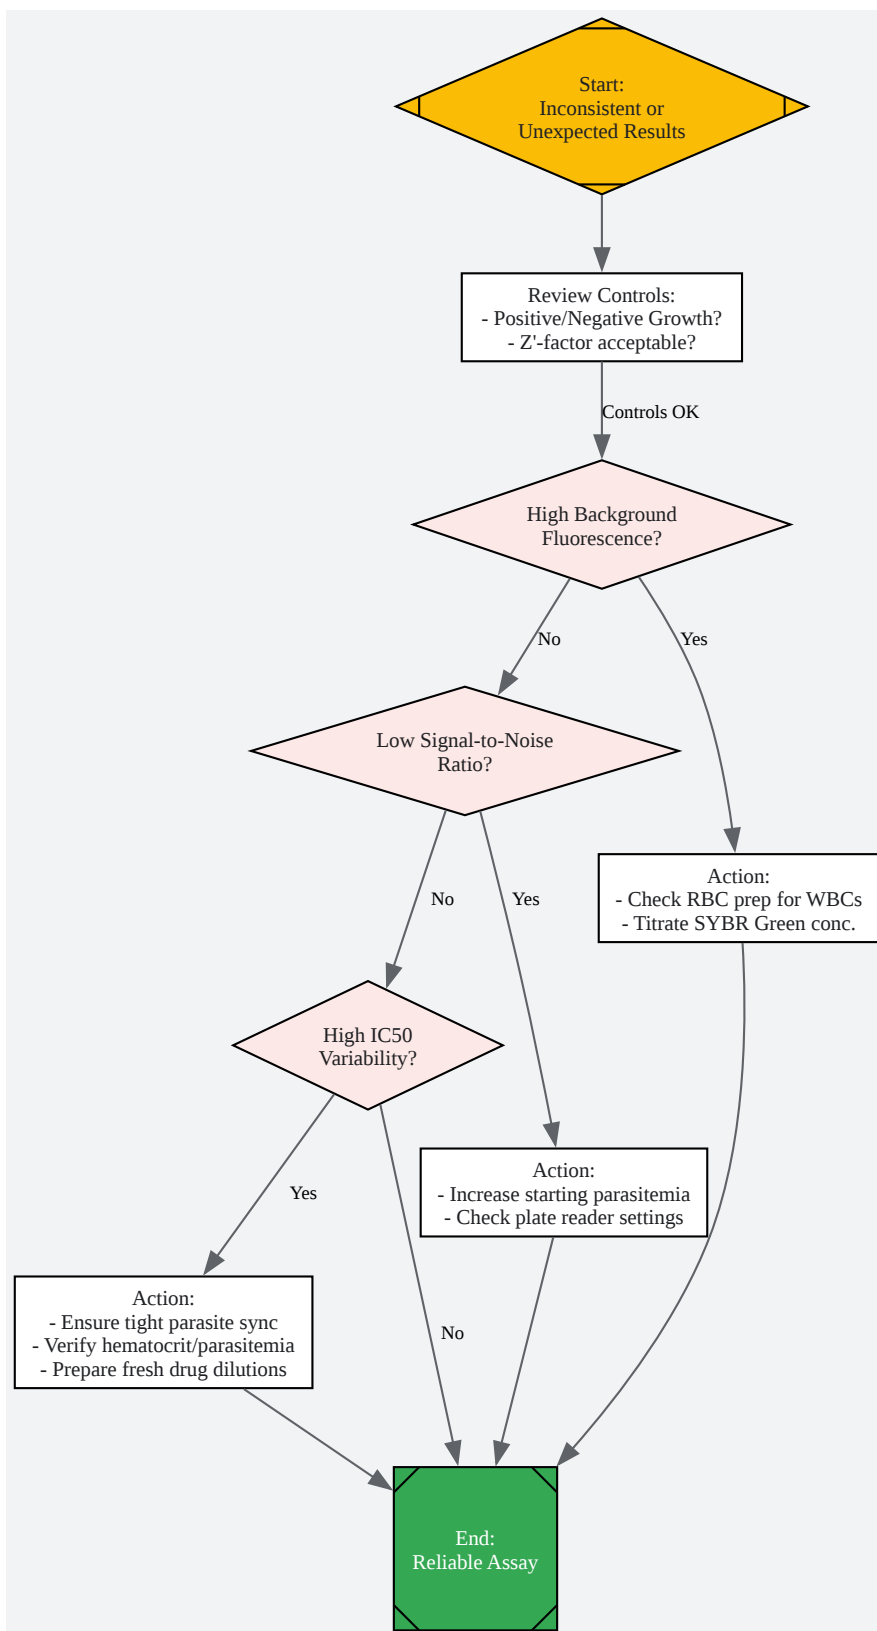 Start:
Inconsistent or
Unexpected Results
Review Controls:
- Positive/Negative Growth?
- Z'-factor acceptable?
Controls OK
High Background
Fluorescence?
No
Yes
Low Signal-to-Noise
Ratio?
Action:
- Check RBC prep for WBCs
- Titrate SYBR Green conc.
No
Yes
High IC50
Variability?
Action:
- Increase starting parasitemia
- Check plate reader settings
Yes
Action:
- Ensure tight parasite sync
- Verify hematocrit/parasitemia
- Prepare fresh drug dilutions
No
End:
Reliable Assay